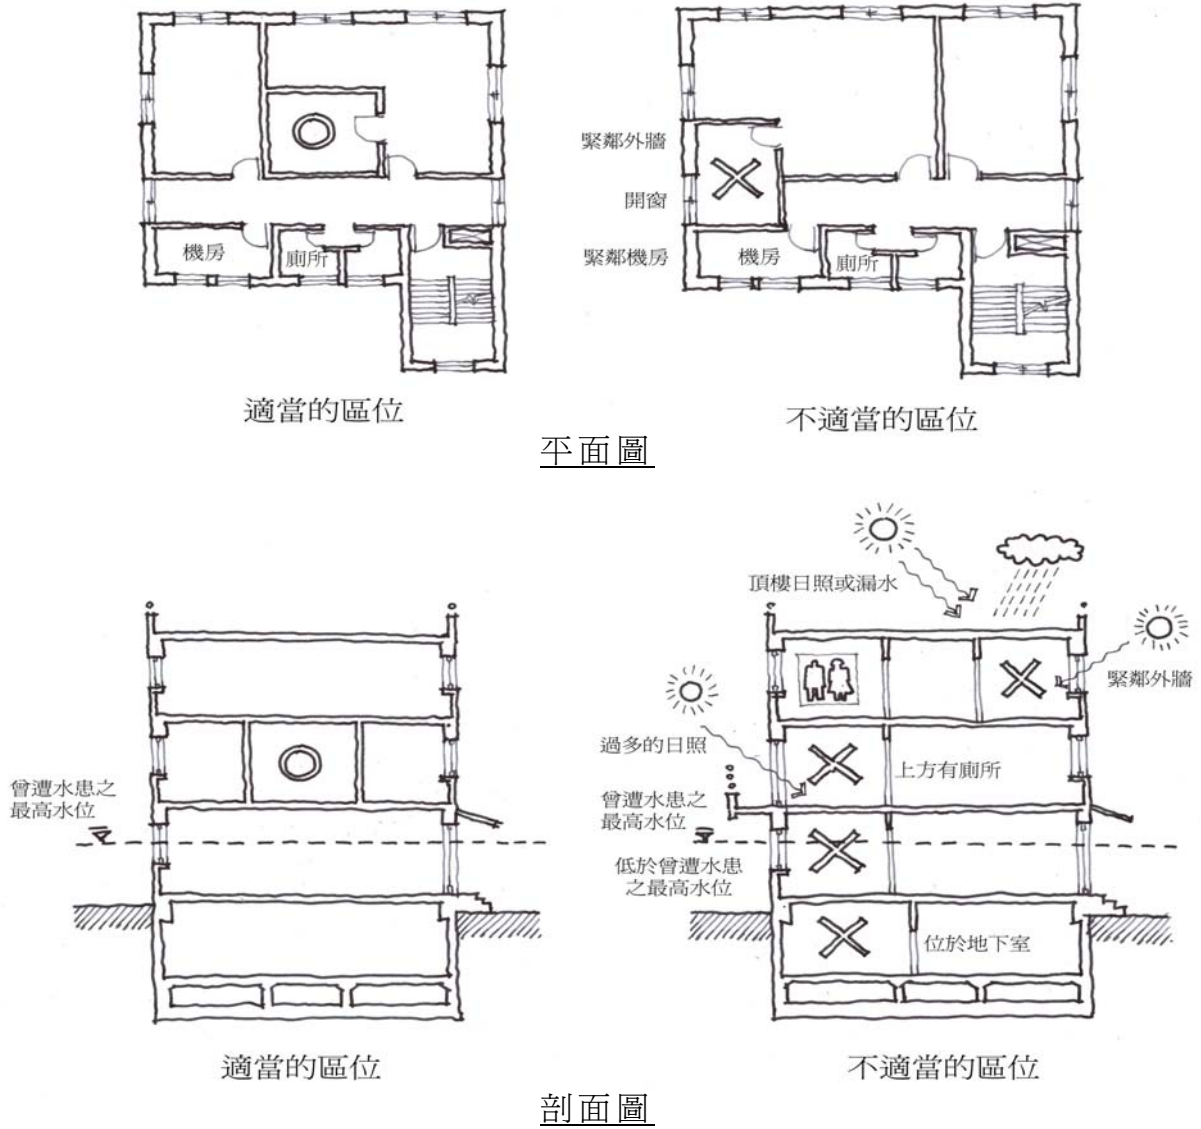 緊鄰外牆
開窗
緊鄰機房
機房
廁所
機房
廁所
適當的區位
不適當的區位
平面圖
頂樓日照或漏水
緊鄰外牆
過多的日照
上方有廁所
曾遭水患之
最高水位
曾遭水患之
最高水位
低於曾遭水患
之最高水位
位於地下室
適當的區位
不適當的區位
剖面圖